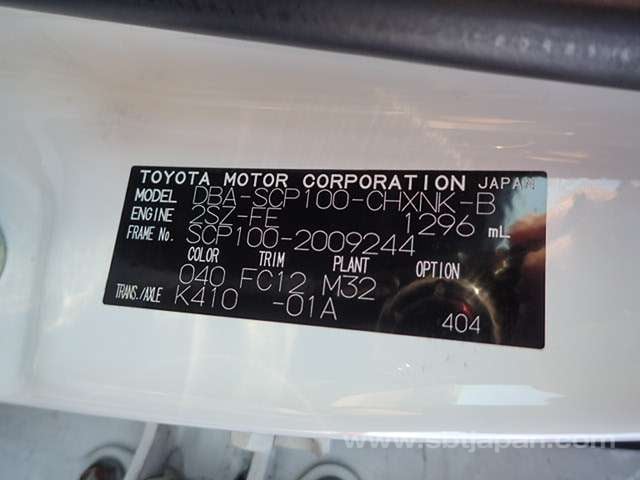 TOYOTA MOTOR CORPORATION JAPAN
MODEL DBA-SCP100-CHXNK-B
ENGINE 2SZ-FE 1296 mL
FRAME No. SCP100-2009244
COLOR TRIM PLANT OPTION
040 FC12 M32
TRANS./AXLE K410 -01A
404
www.sbtjapan.com